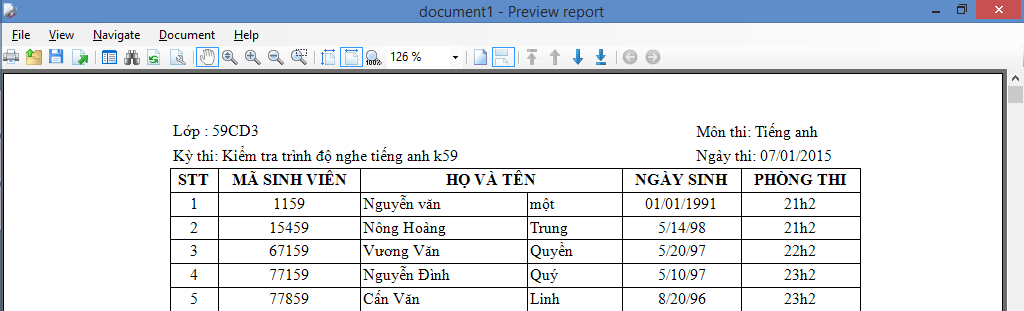 document1 - Preview report
File View Navigate Document Help
100% 126 %
Lớp : 59CD3 Môn thi: Tiếng anh
Kỳ thi: Kiểm tra trình độ nghe tiếng anh k59 Ngày thi: 07/01/2015
STT MÃ SINH VIÊN HỌ VÀ TÊN NGÀY SINH PHÒNG THI
1 1159 Nguyễn văn một 01/01/1991 21h2
2 15459 Nông Hoàng Trung 5/14/98 21h2
3 67159 Vương Văn Quyền 5/20/97 22h2
4 77159 Nguyễn Đình Quý 5/10/97 23h2
5 77859 Cấn Văn Linh 8/20/96 23h2